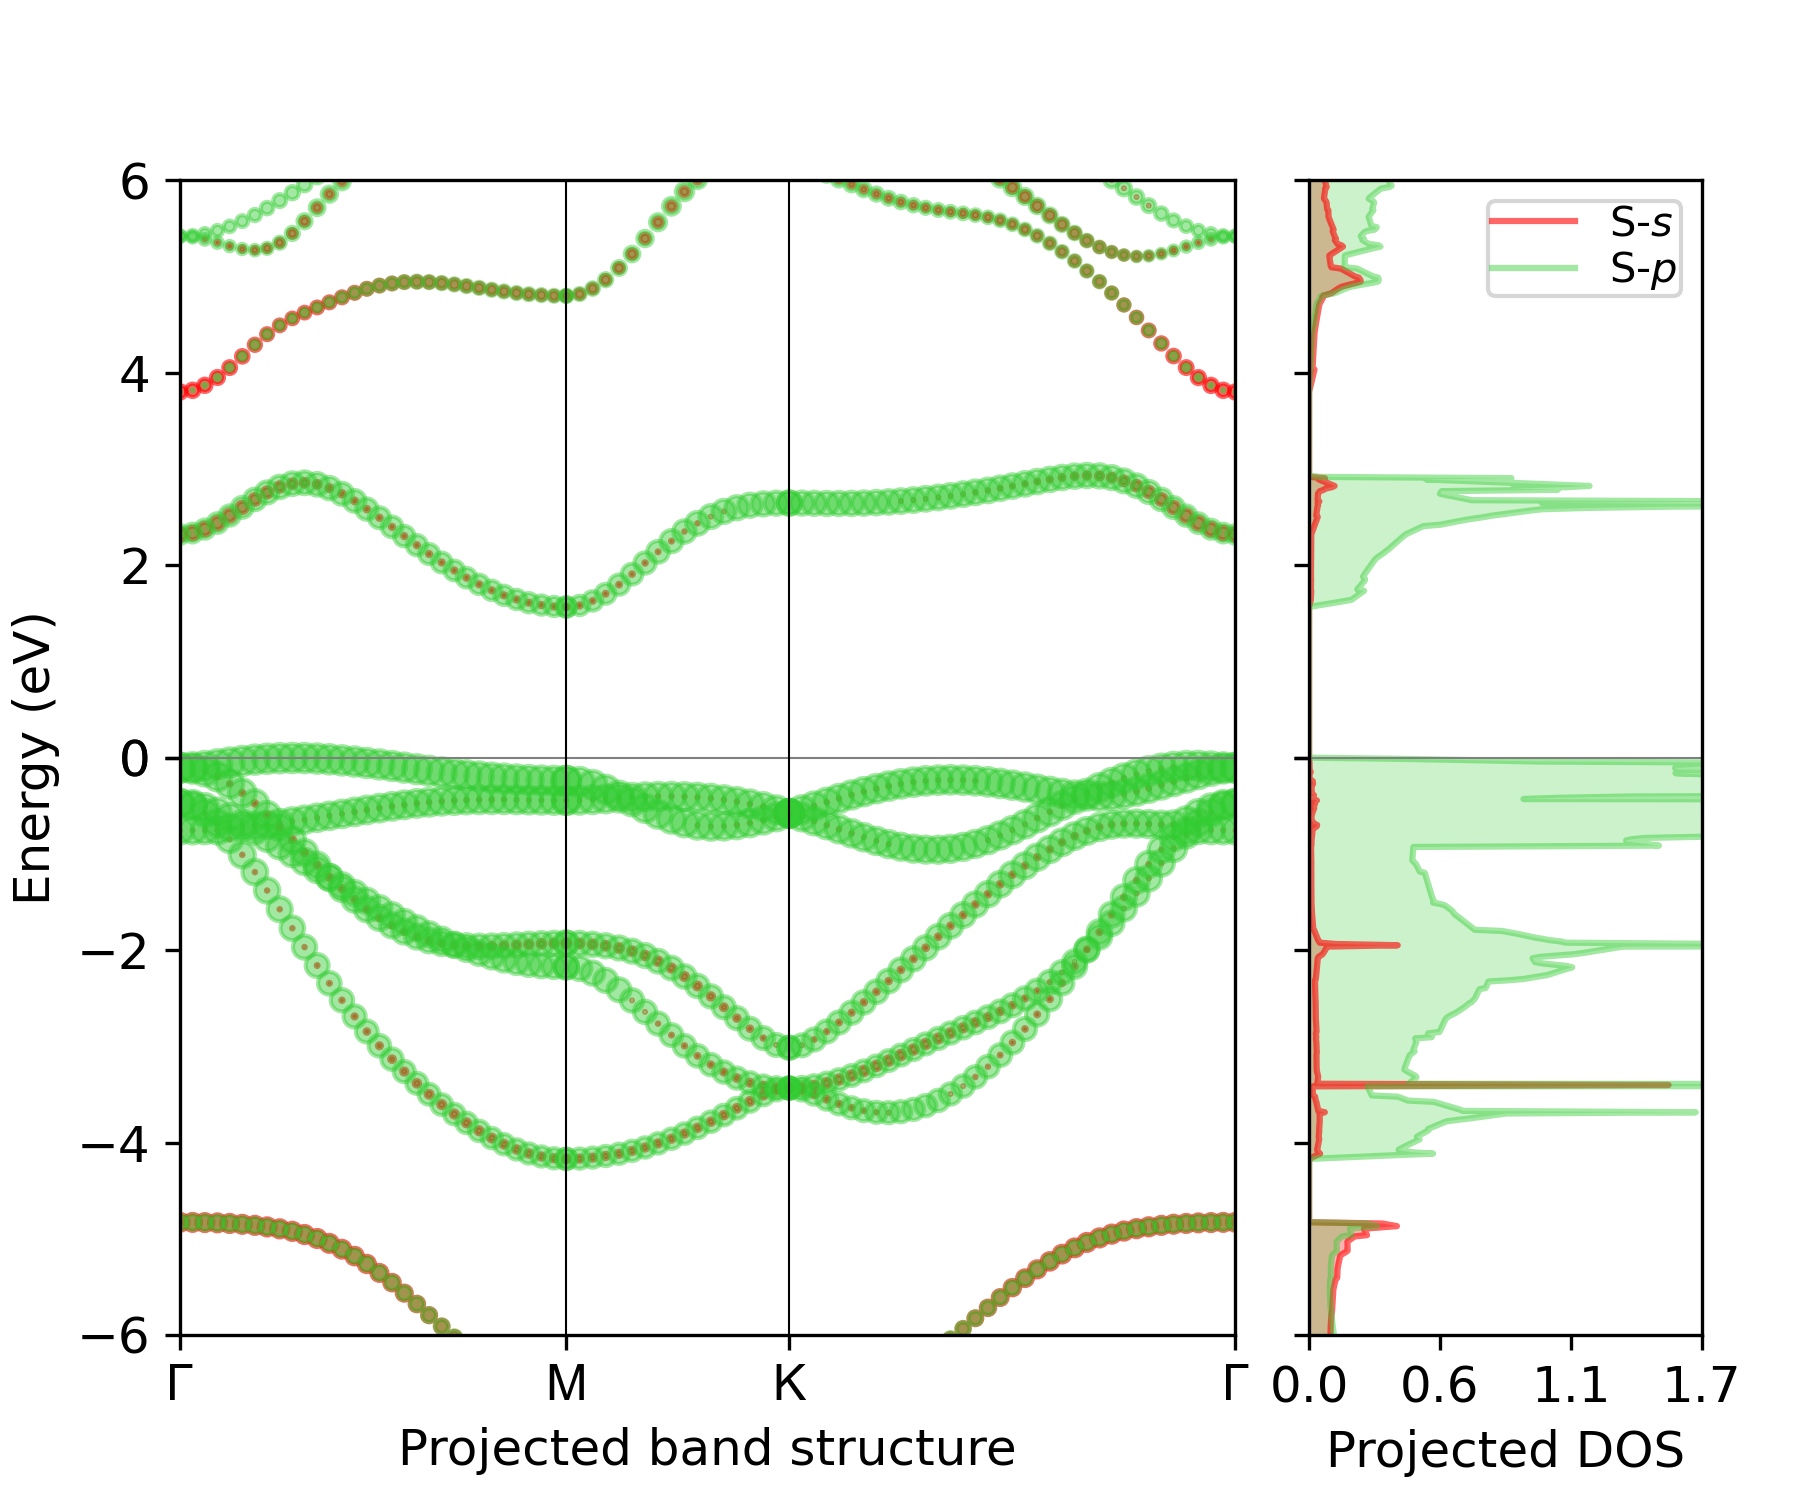 6
4
2
0
−2
−4
−6
Energy (eV)
Γ M K Γ
Projected band structure
S-s
S-p
0.0 0.6 1.1 1.7
Projected DOS